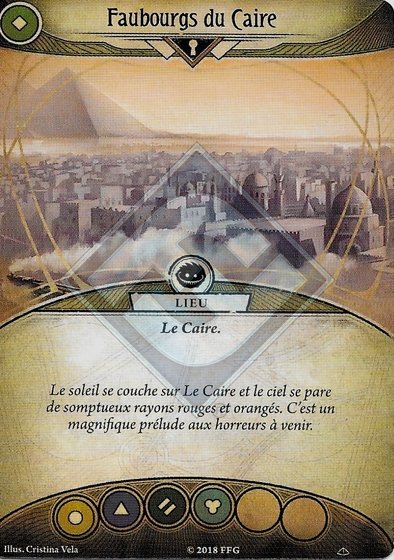 Faubourgs du Caire
LIEU
Le Caire.
Le soleil se couche sur Le Caire et le ciel se pare
de somptueux rayons rouges et orangés. C'est un
magnifique prélude aux horreurs à venir.
Illus. Cristina Vela
© 2018 FFG